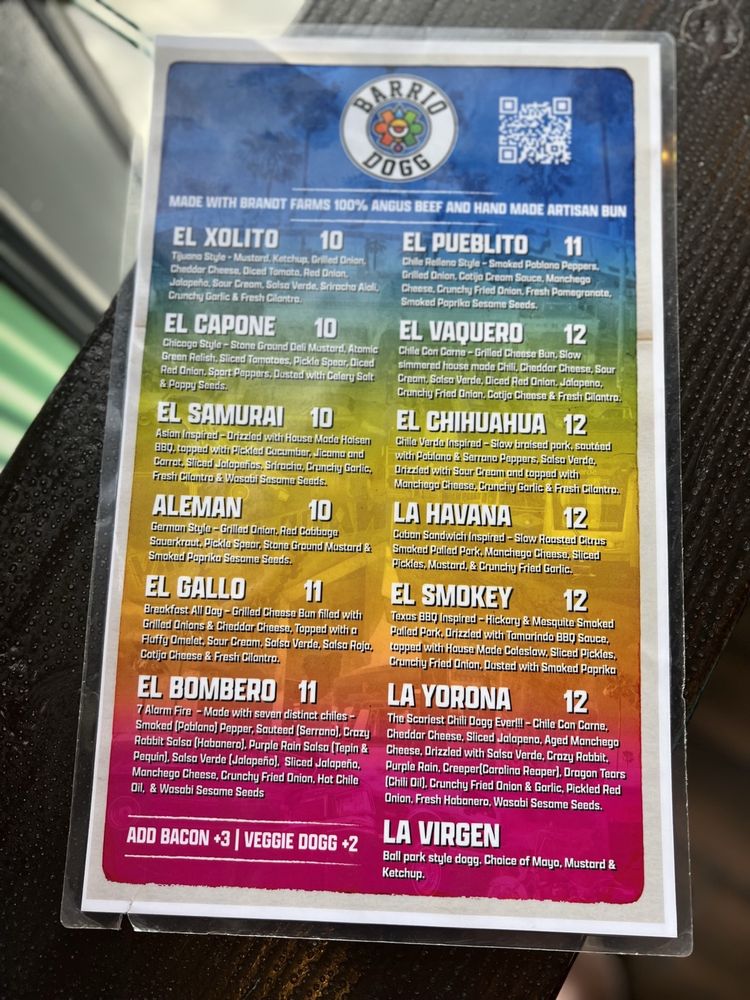 BARRIO
DOGG
MADE WITH BRANDT FARMS 100% ANGUS BEEF AND HAND MADE ARTISAN BUN
EL XOLITO 10
Tijuana Style - Mustard, Ketchup, Grilled Onion,
Cheddar Cheese, Diced Tomato, Red Onion,
Jalapeño, Sour Cream, Salsa Verde, Sriracha Aioli,
Crunchy Garlic & Fresh Cilantro.
EL CAPONE 10
Chicago Style - Stone Ground Deli Mustard, Atomic
Green Relish, Sliced Tomatoes, Pickle Spear, Diced
Red Onion, Sport Peppers, Dusted with Celery Salt
& Poppy Seeds.
EL SAMURAI 10
Asian Inspired - Drizzled with House Made Hoisen
BBQ, topped with Pickled Cucumber, Jicama and
Carrot, Sliced Jalapeños, Sriracha, Crunchy Garlic,
Fresh Cilantro & Wasabi Sesame Seeds.
ALEMAN 10
German Style - Grilled Onion, Red Cabbage
Sauerkraut, Pickle Spear, Stone Ground Mustard &
Smoked Paprika Sesame Seeds.
EL GALLO 11
Breakfast All Day - Grilled Cheese Bun filled with
Grilled Onions & Cheddar Cheese, Topped with a
Fluffy Omelet, Sour Cream, Salsa Verde, Salsa Roja,
Cotija Cheese & Fresh Cilantro.
EL BOMBERO 11
7 Alarm Fire - Made with seven distinct chiles -
Smoked (Poblano) Pepper, Sauteed (Serrano), Crazy
Rabbit Salsa (Habanero), Purple Rain Salsa (Tepin &
Pequin), Salsa Verde (Jalapeño), Sliced Jalapeño,
Manchego Cheese, Crunchy Fried Onion, Hot Chile
Oil, & Wasabi Sesame Seeds
ADD BACON +3 | VEGGIE DOGG +2
EL PUEBLITO 11
Chile Relleno Style - Smoked Poblano Peppers,
Grilled Onion, Cotija Cream Sauce, Manchego
Cheese, Crunchy Fried Onion, Fresh Pomegranate,
Smoked Paprika Sesame Seeds.
EL VAQUERO 12
Chile Con Carne - Grilled Cheese Bun, Slow
simmered house made Chili, Cheddar Cheese, Sour
Cream, Salsa Verde, Diced Red Onion, Jalapeno,
Crunchy Fried Onion, Cotija Cheese & Fresh Cilantro.
EL CHIHUAHUA 12
Chile Verde Inspired - Slow braised pork, sautéed
with Poblano & Serrano Peppers, Salsa Verde,
Drizzled with Sour Cream and topped with
Manchego Cheese, Crunchy Garlic & Fresh Cilantro.
LA HAVANA 12
Cuban Sandwich Inspired - Slow Roasted Citrus
Smoked Pulled Pork, Manchego Cheese, Sliced
Pickles, Mustard, & Crunchy Fried Garlic.
EL SMOKEY 12
Texas BBQ Inspired - Hickory & Mesquite Smoked
Pulled Pork, Drizzled with Tamarindo BBQ Sauce,
topped with House Made Coleslaw, Sliced Pickles,
Crunchy Fried Onion, Dusted with Smoked Paprika
LA YORONA 12
The Scariest Chili Dogg Ever!!! - Chile Con Carne,
Cheddar Cheese, Sliced Jalapeno, Aged Manchego
Cheese, Drizzled with Salsa Verde, Crazy Rabbit,
Purple Rain, Creeper(Carolina Reaper), Dragon Tears
(Chili Oil), Crunchy Fried Onion & Garlic, Pickled Red
Onion, Fresh Habanero, Wasabi Sesame Seeds.
LA VIRGEN
Ball park style dogg. Choice of Mayo, Mustard &
Ketchup.